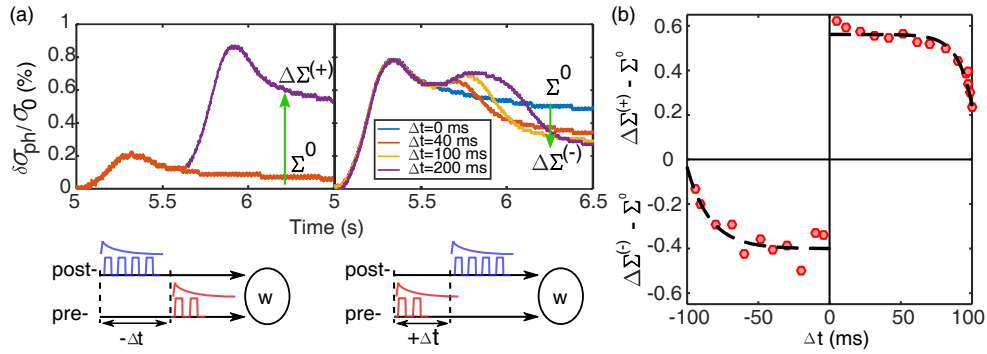 (a)
δσph/σ0 (%)
0.8
0.6
0.4
0.2
0
ΔΣ(+)
Σ0
Σ0
ΔΣ(-)
Δt=0 ms
Δt=40 ms
Δt=100 ms
Δt=200 ms
5 5.5 6 5 5.5 6 6.5
Time (s)
post-
pre-
-Δt
w
post-
pre-
+Δt
w
(b)
ΔΣ(+) - Σ0
ΔΣ(-) - Σ0
0.6
0.4
0.2
0
-0.2
-0.4
-0.6
-100 -50 0 50 100
Δt (ms)